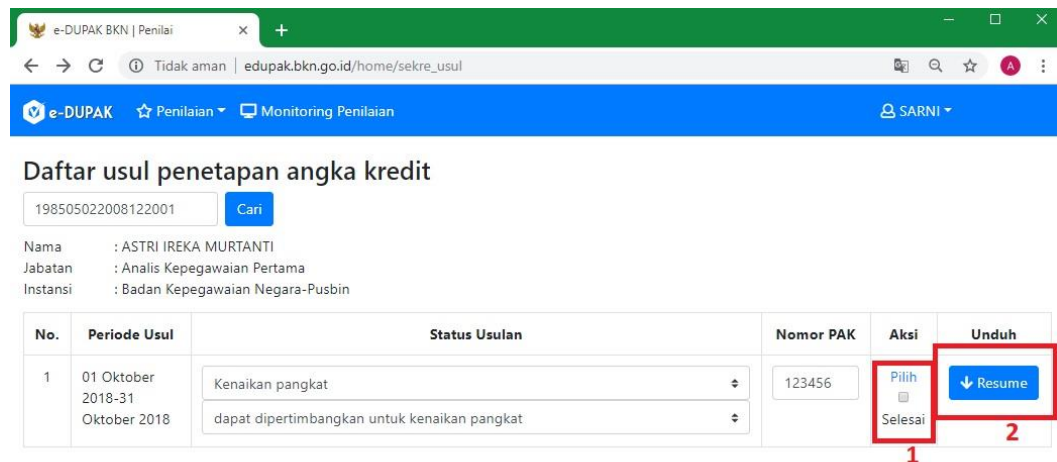 e-DUPAK BKN | Penilai
Tidak aman | edupak.bkn.go.id/home/sekre_usul
A
e-DUPAK Penilaian Monitoring Penilaian SARNI
Daftar usul penetapan angka kredit
198505022008122001 Cari
Nama : ASTRI IREKA MURTANTI
Jabatan : Analis Kepegawaian Pertama
Instansi : Badan Kepegawaian Negara-Pusbin
No. Periode Usul Status Usulan Nomor PAK Aksi Unduh
1 01 Oktober Kenaikan pangkat 123456 Pilih Resume
2018-31
Oktober 2018 dapat dipertimbangkan untuk kenaikan pangkat Selesai
2
1